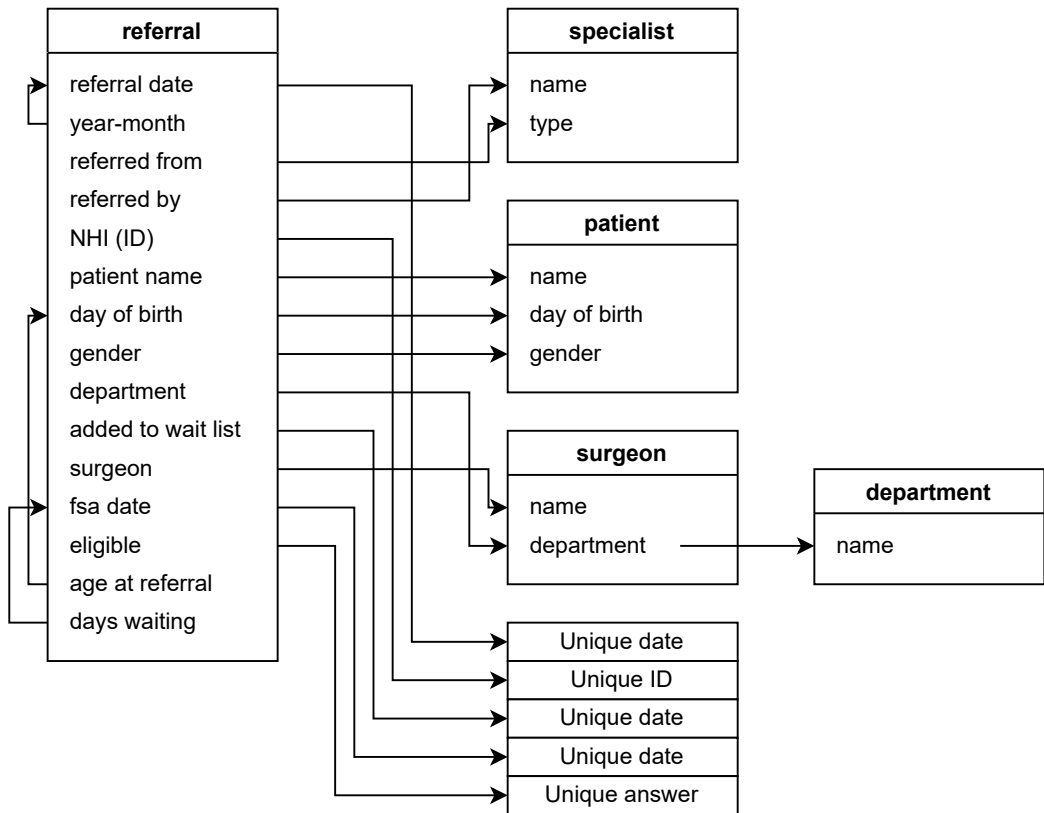 referral
referral date
year-month
referred from
referred by
NHI (ID)
patient name
day of birth
gender
department
added to wait list
surgeon
fsa date
eligible
age at referral
days waiting
specialist
name
type
patient
name
day of birth
gender
surgeon
name
department
department
name
Unique date
Unique ID
Unique date
Unique date
Unique answer